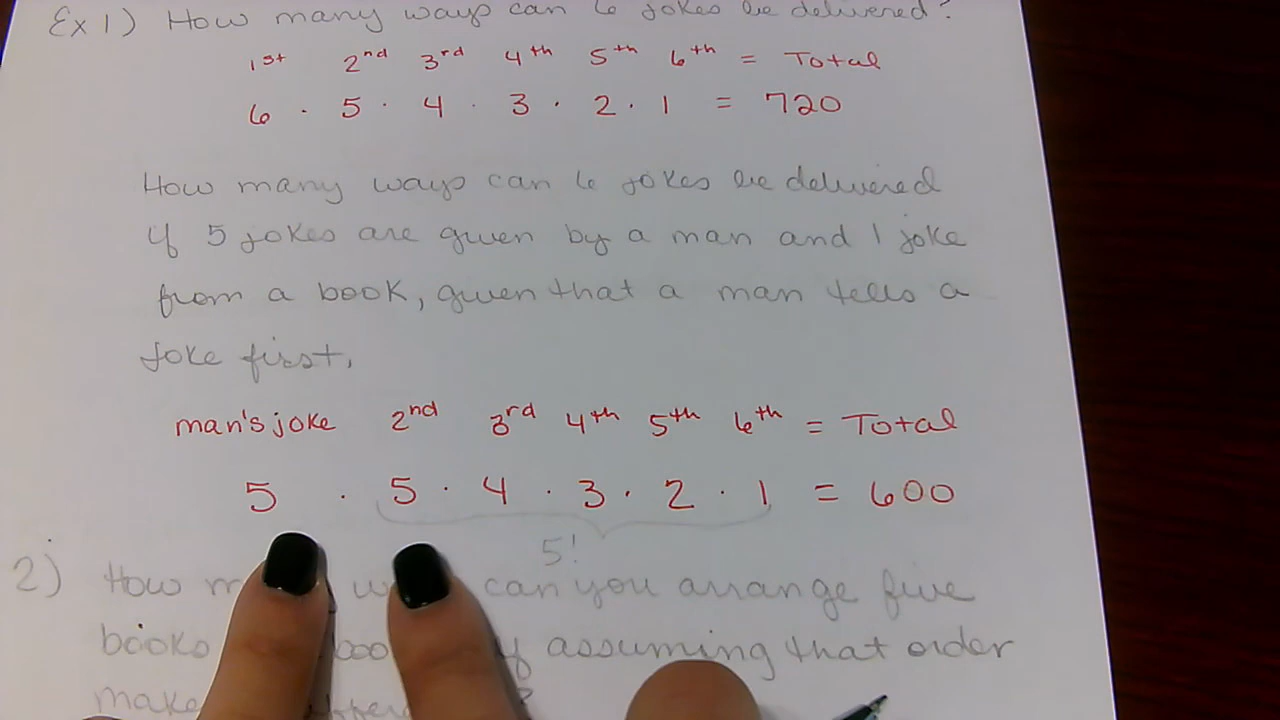 Ex 1) How many ways can 6 jokes be delivered?
1st 2nd 3rd 4th 5th 6th = Total
6 · 5 · 4 · 3 · 2 · 1 = 720
How many ways can 6 jokes be delivered
if 5 jokes are given by a man and 1 joke
from a book, given that a man tells a
joke first,
man's joke 2nd 3rd 4th 5th 6th = Total
5 · 5 · 4 · 3 · 2 · 1 = 600
5!
2) How can you arrange five
books assuming that order